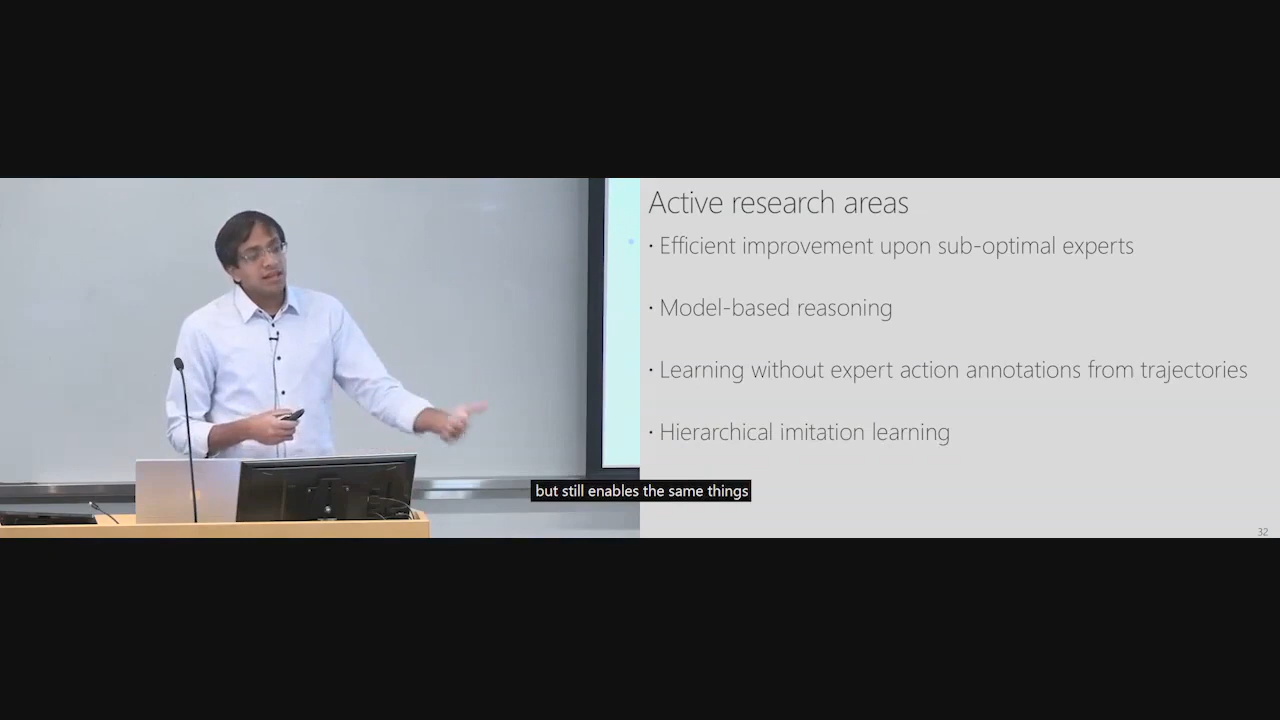 Active research areas
· Efficient improvement upon sub-optimal experts
· Model-based reasoning
· Learning without expert action annotations from trajectories
· Hierarchical imitation learning
but still enables the same things
32